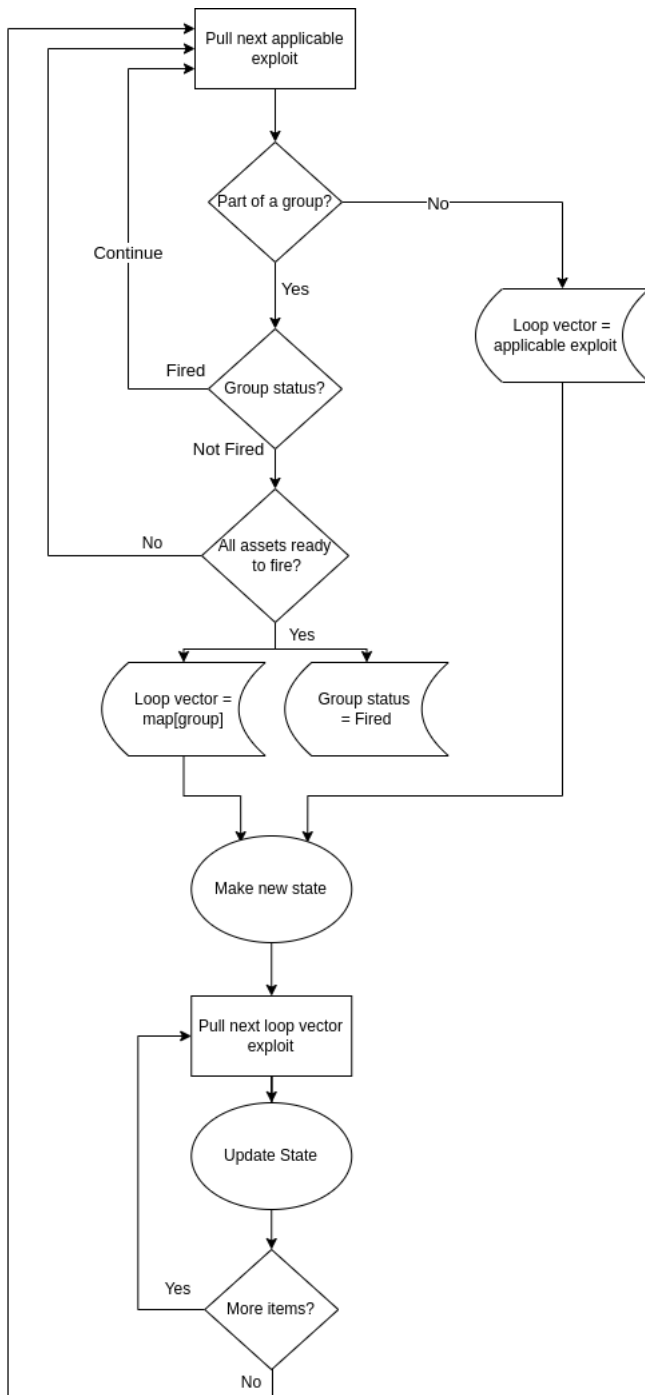 Pull next applicable
exploit
Part of a group?
No
Continue
Yes
Loop vector =
applicable exploit
Fired
Group status?
Not Fired
No
All assets ready
to fire?
Yes
Loop vector =
map[group]
Group status
= Fired
Make new state
Pull next loop vector
exploit
Update State
Yes
More items?
No